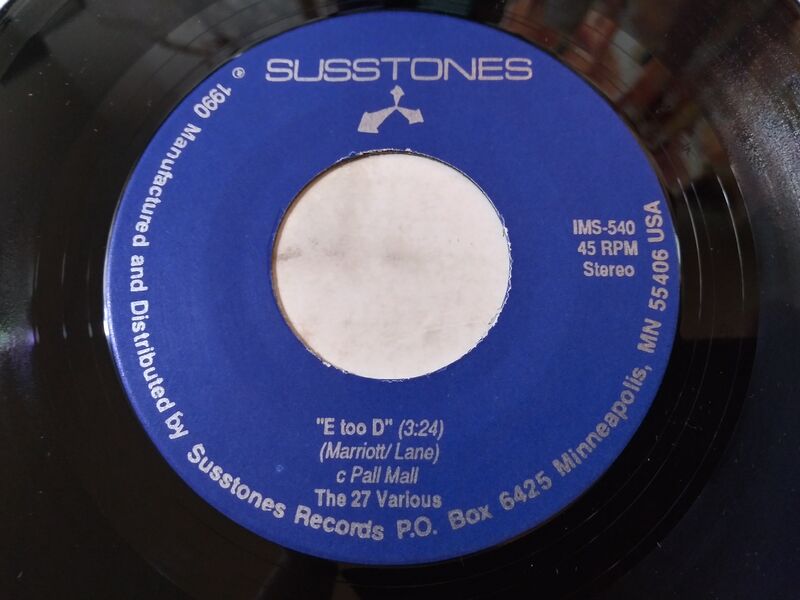 SUSSTONES
IMS-540
45 RPM
Stereo
"E too D" (3:24)
(Marriott/ Lane)
c Pall Mall
The 27 Various
℗ 1990 Manufactured and Distributed by Susstones Records P.O. Box 6425 Minneapolis, MN 55406 USA